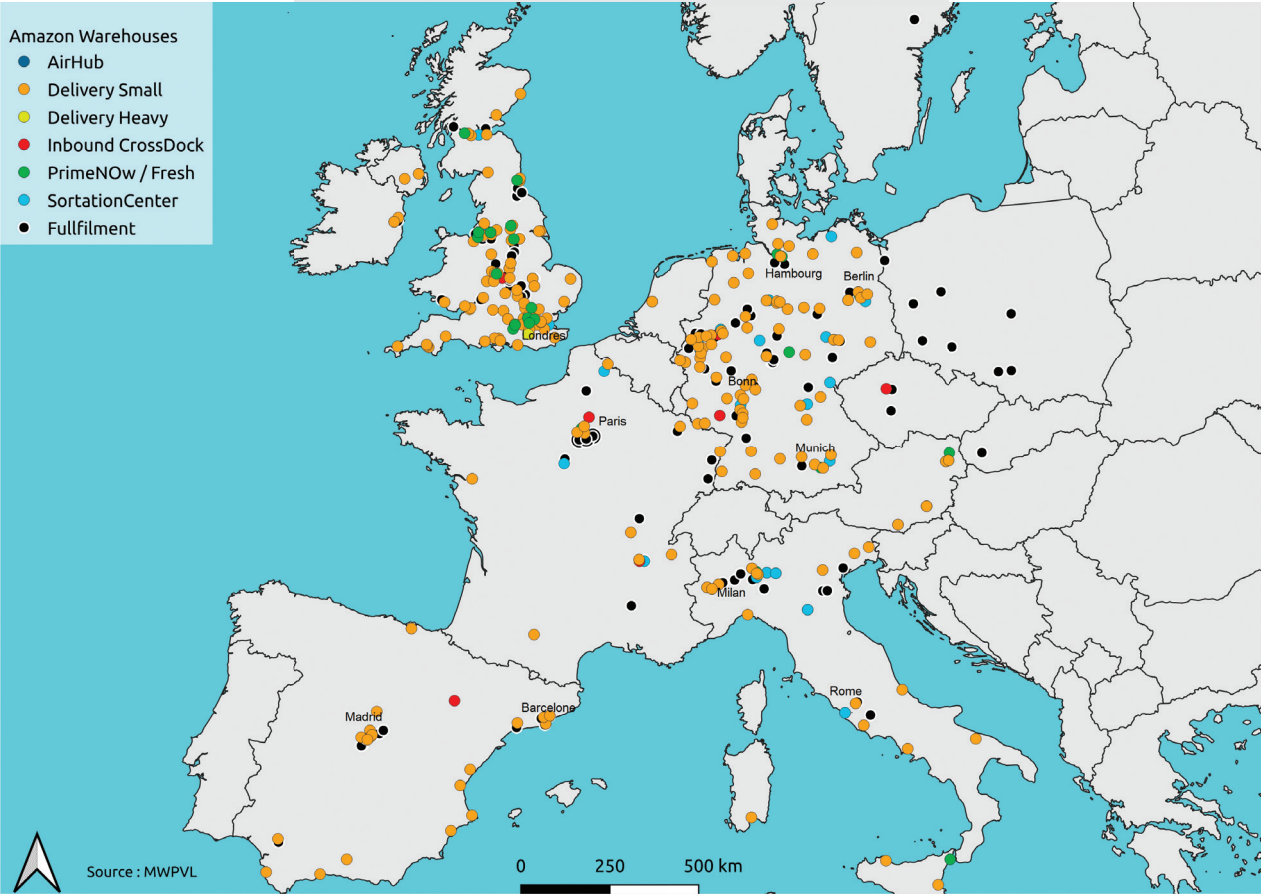 Amazon Warehouses
AirHub
Delivery Small
Delivery Heavy
Inbound CrossDock
PrimeNOw / Fresh
SortationCenter
Fullfilment
Hambourg
Berlin
Londres
Bonn
Paris
Munich
Milan
Rome
Barcelone
Madrid
Source : MWPVL
0 250 500 km